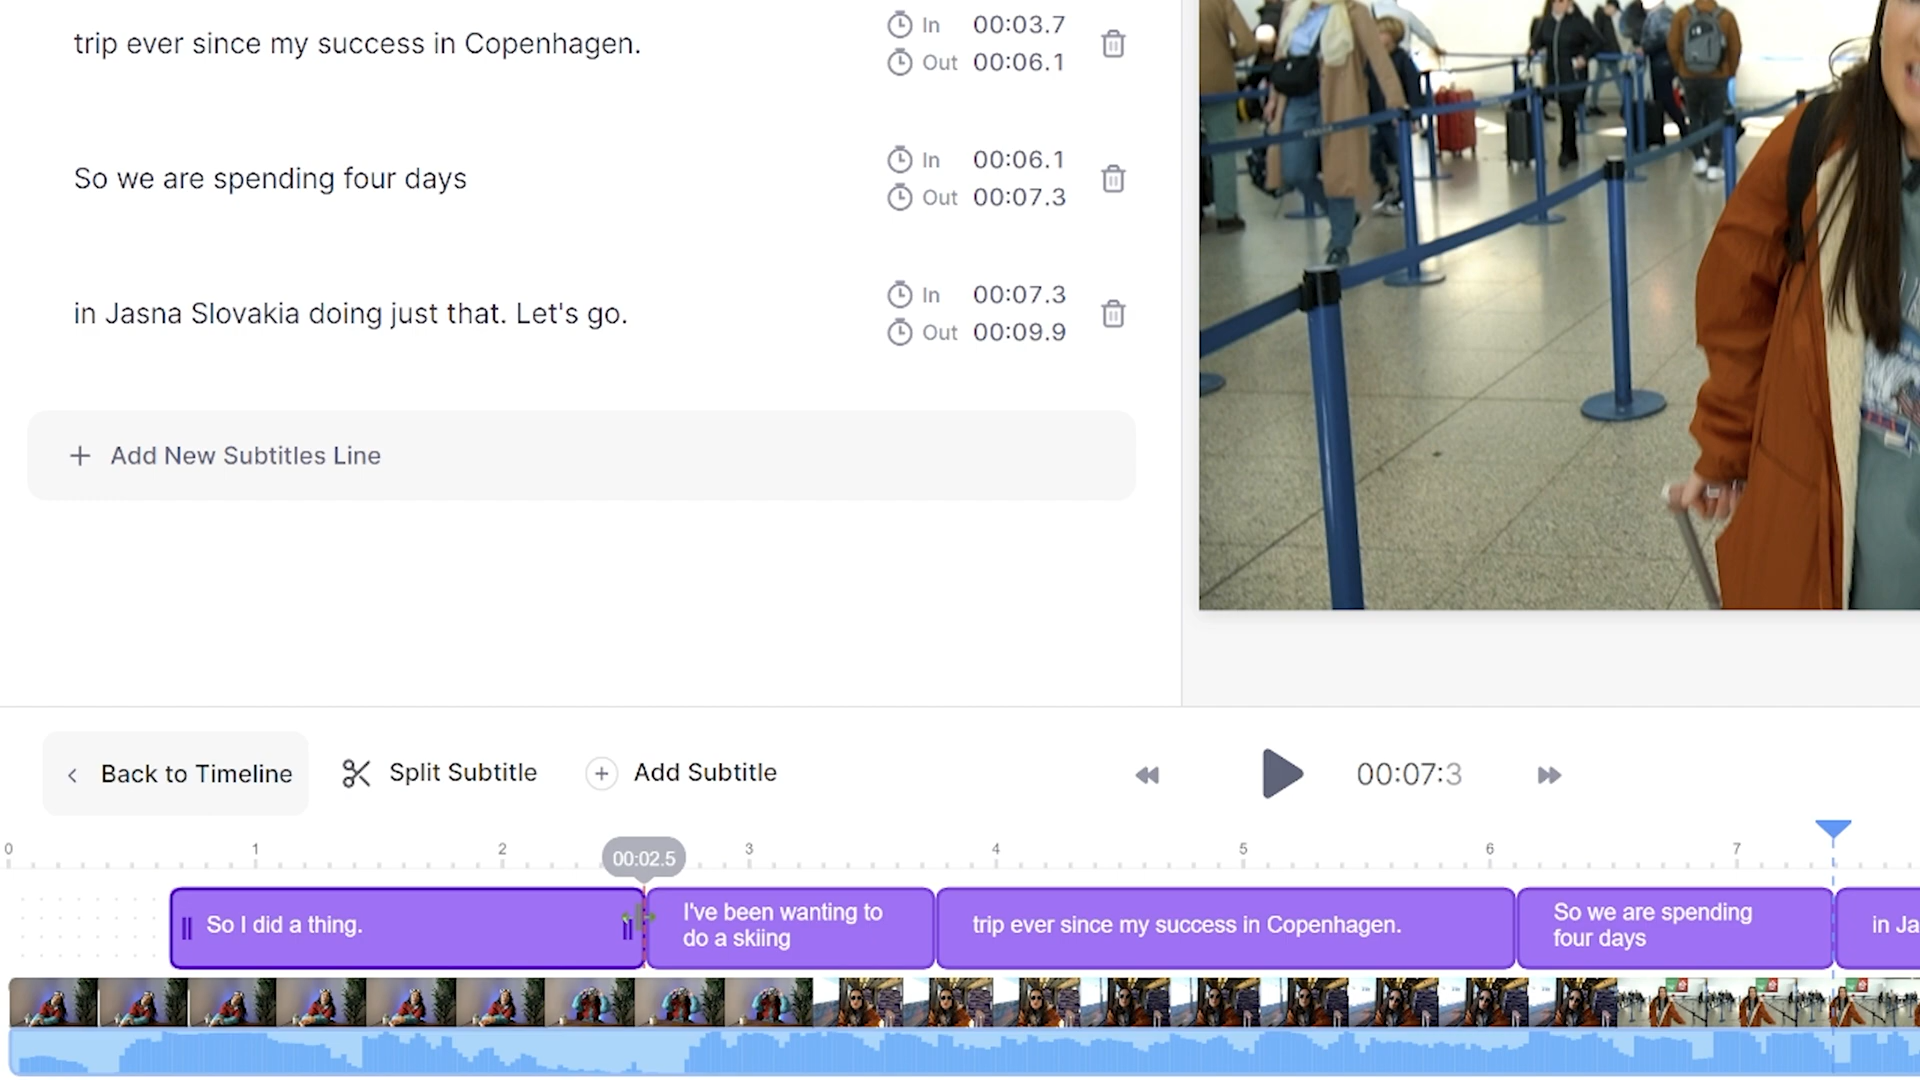 trip ever since my success in Copenhagen.
In 00:03.7
Out 00:06.1
So we are spending four days
In 00:06.1
Out 00:07.3
in Jasna Slovakia doing just that. Let's go.
In 00:07.3
Out 00:09.9
+ Add New Subtitles Line
Back to Timeline
Split Subtitle
Add Subtitle
00:07:3
0 1 2 3 4 5 6 7
00:02.5
So I did a thing.
I've been wanting to
do a skiing
trip ever since my success in Copenhagen.
So we are spending
four days
in Ja